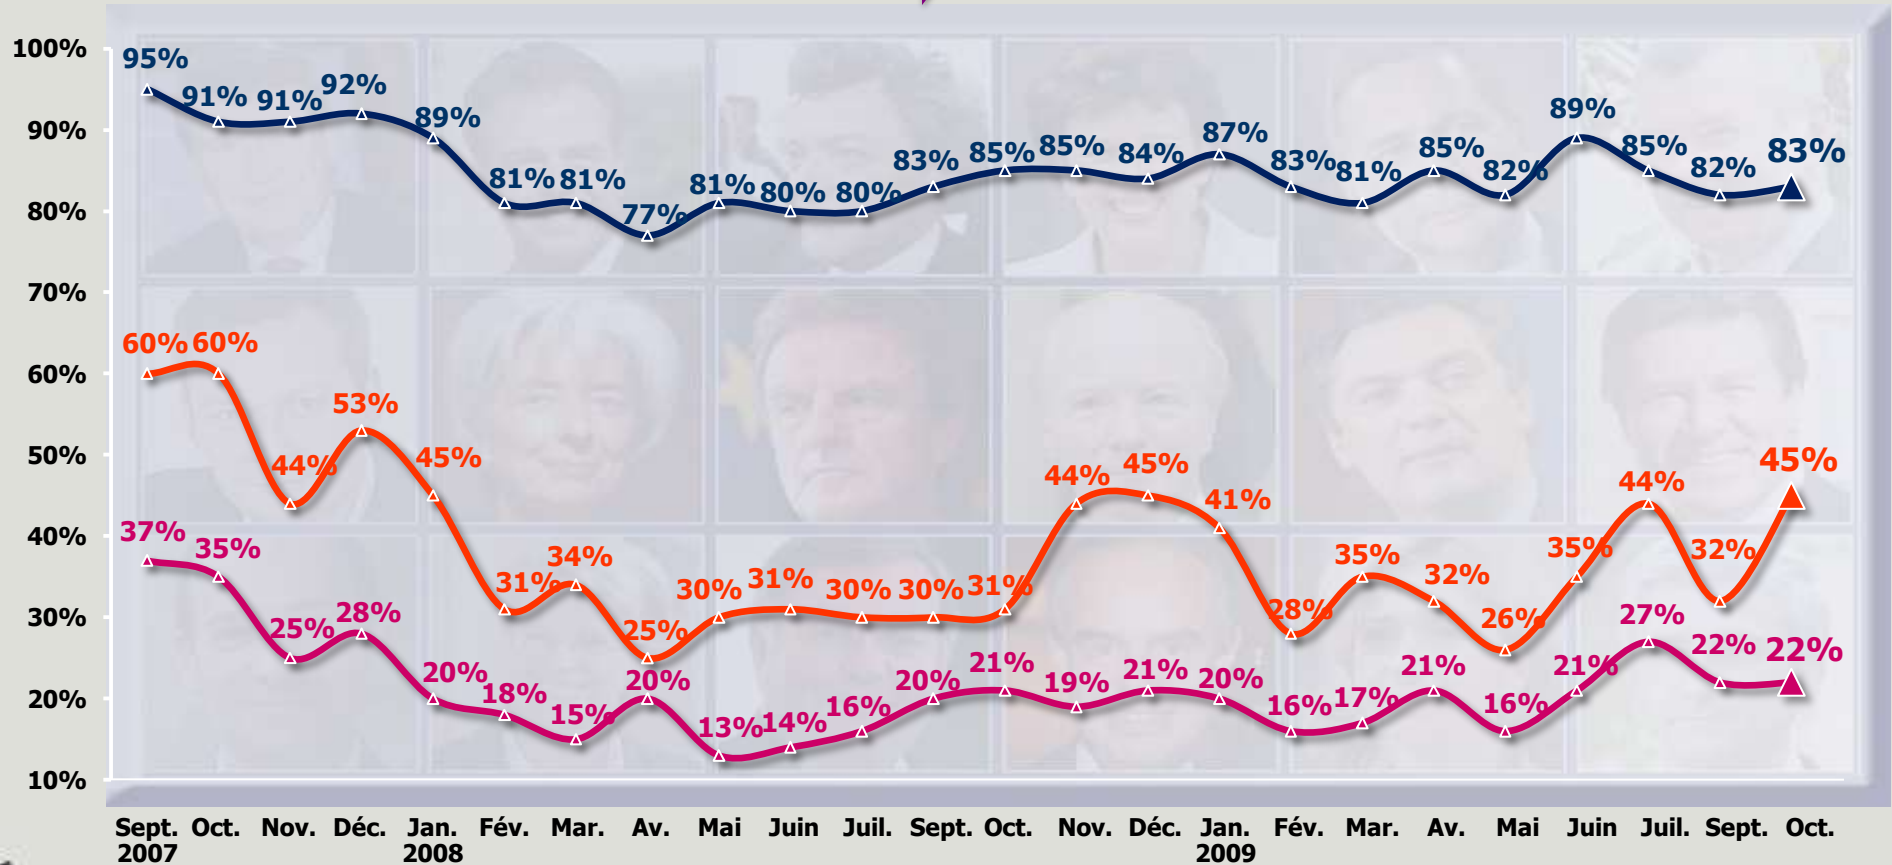 100%
90%
80%
70%
60%
50%
40%
30%
20%
10%
95% 91% 91% 92% 89% 81% 81% 77% 81% 80% 80% 83% 85% 85% 84% 87% 83% 81% 85% 82% 89% 85% 82% 83%
60% 60% 44% 53% 45% 31% 34% 25% 30% 31% 30% 30% 31% 44% 45% 41% 28% 35% 32% 26% 35% 44% 32% 45%
37% 35% 25% 28% 20% 18% 15% 20% 13% 14% 16% 20% 21% 19% 21% 20% 16% 17% 21% 16% 21% 27% 22% 22%
Sept. Oct. Nov. Déc. Jan. Fév. Mar. Av. Mai Juin Juil. Sept. Oct. Nov. Déc. Jan. Fév. Mar. Av. Mai Juin Juil. Sept. Oct.
2007 2008 2009